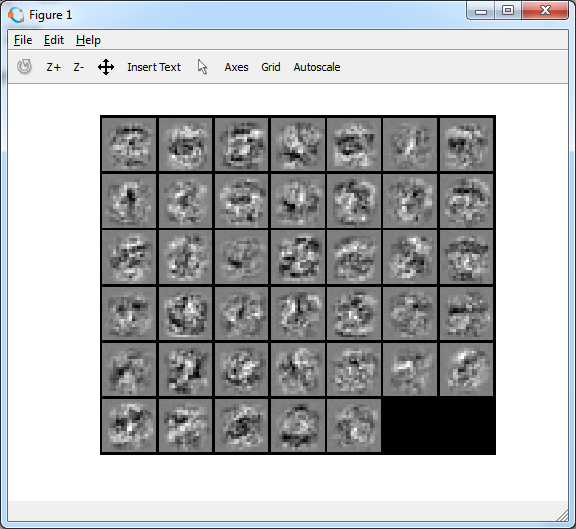 Figure 1
File Edit Help
Z+ Z- Insert Text Axes Grid Autoscale